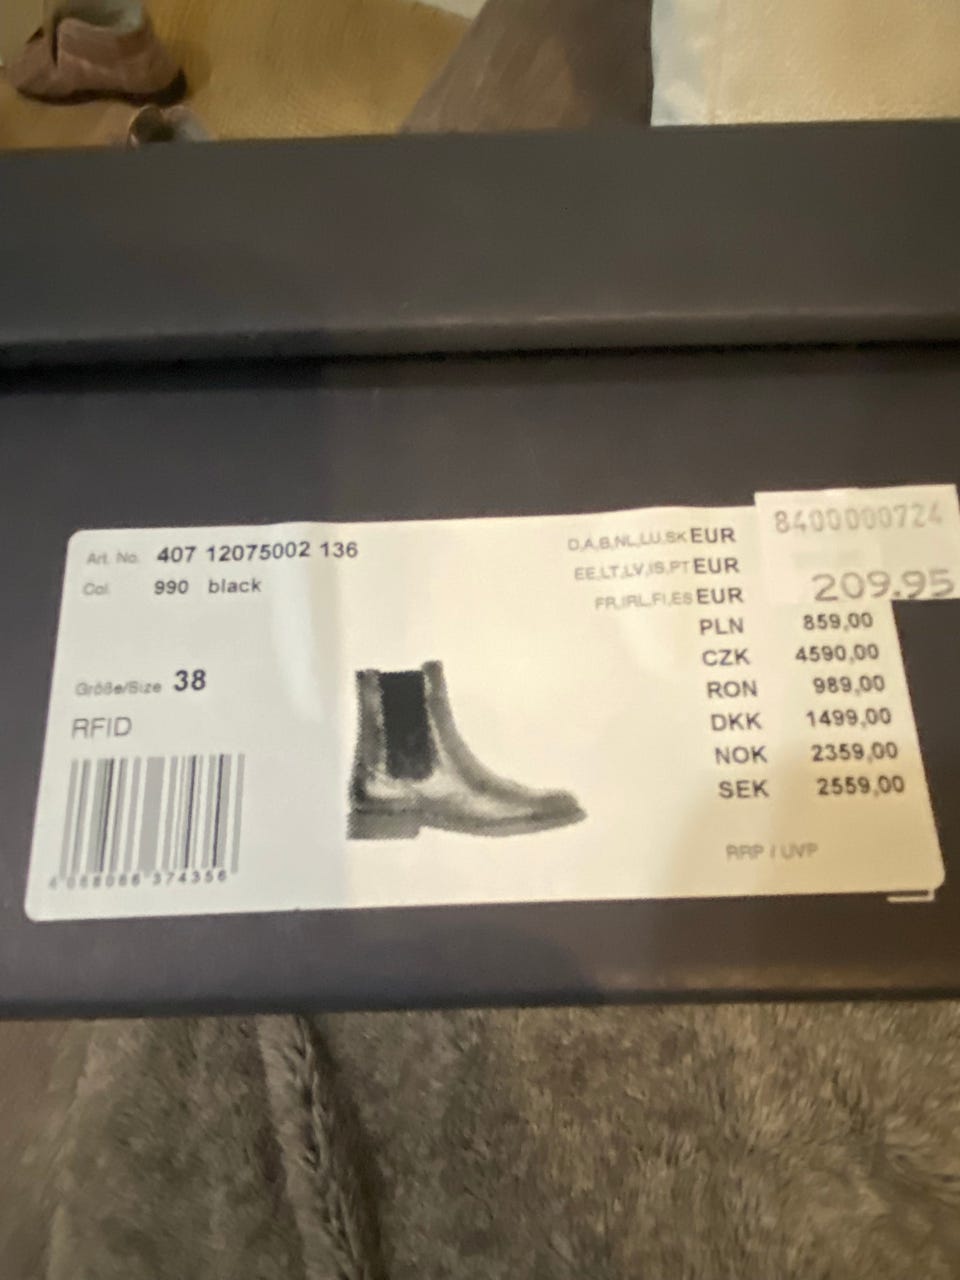 Art. No. 407 12075002 136
Col. 990 black
Größe/Size 38
RFID
4 068086 374356
D,A,B,NL,LU,SK EUR
EE,LT,LV,IS,PT EUR
FR,IRL,FI,ES EUR
8400000724
209.95
PLN 859,00
CZK 4590,00
RON 989,00
DKK 1499,00
NOK 2359,00
SEK 2559,00
RRP / UVP